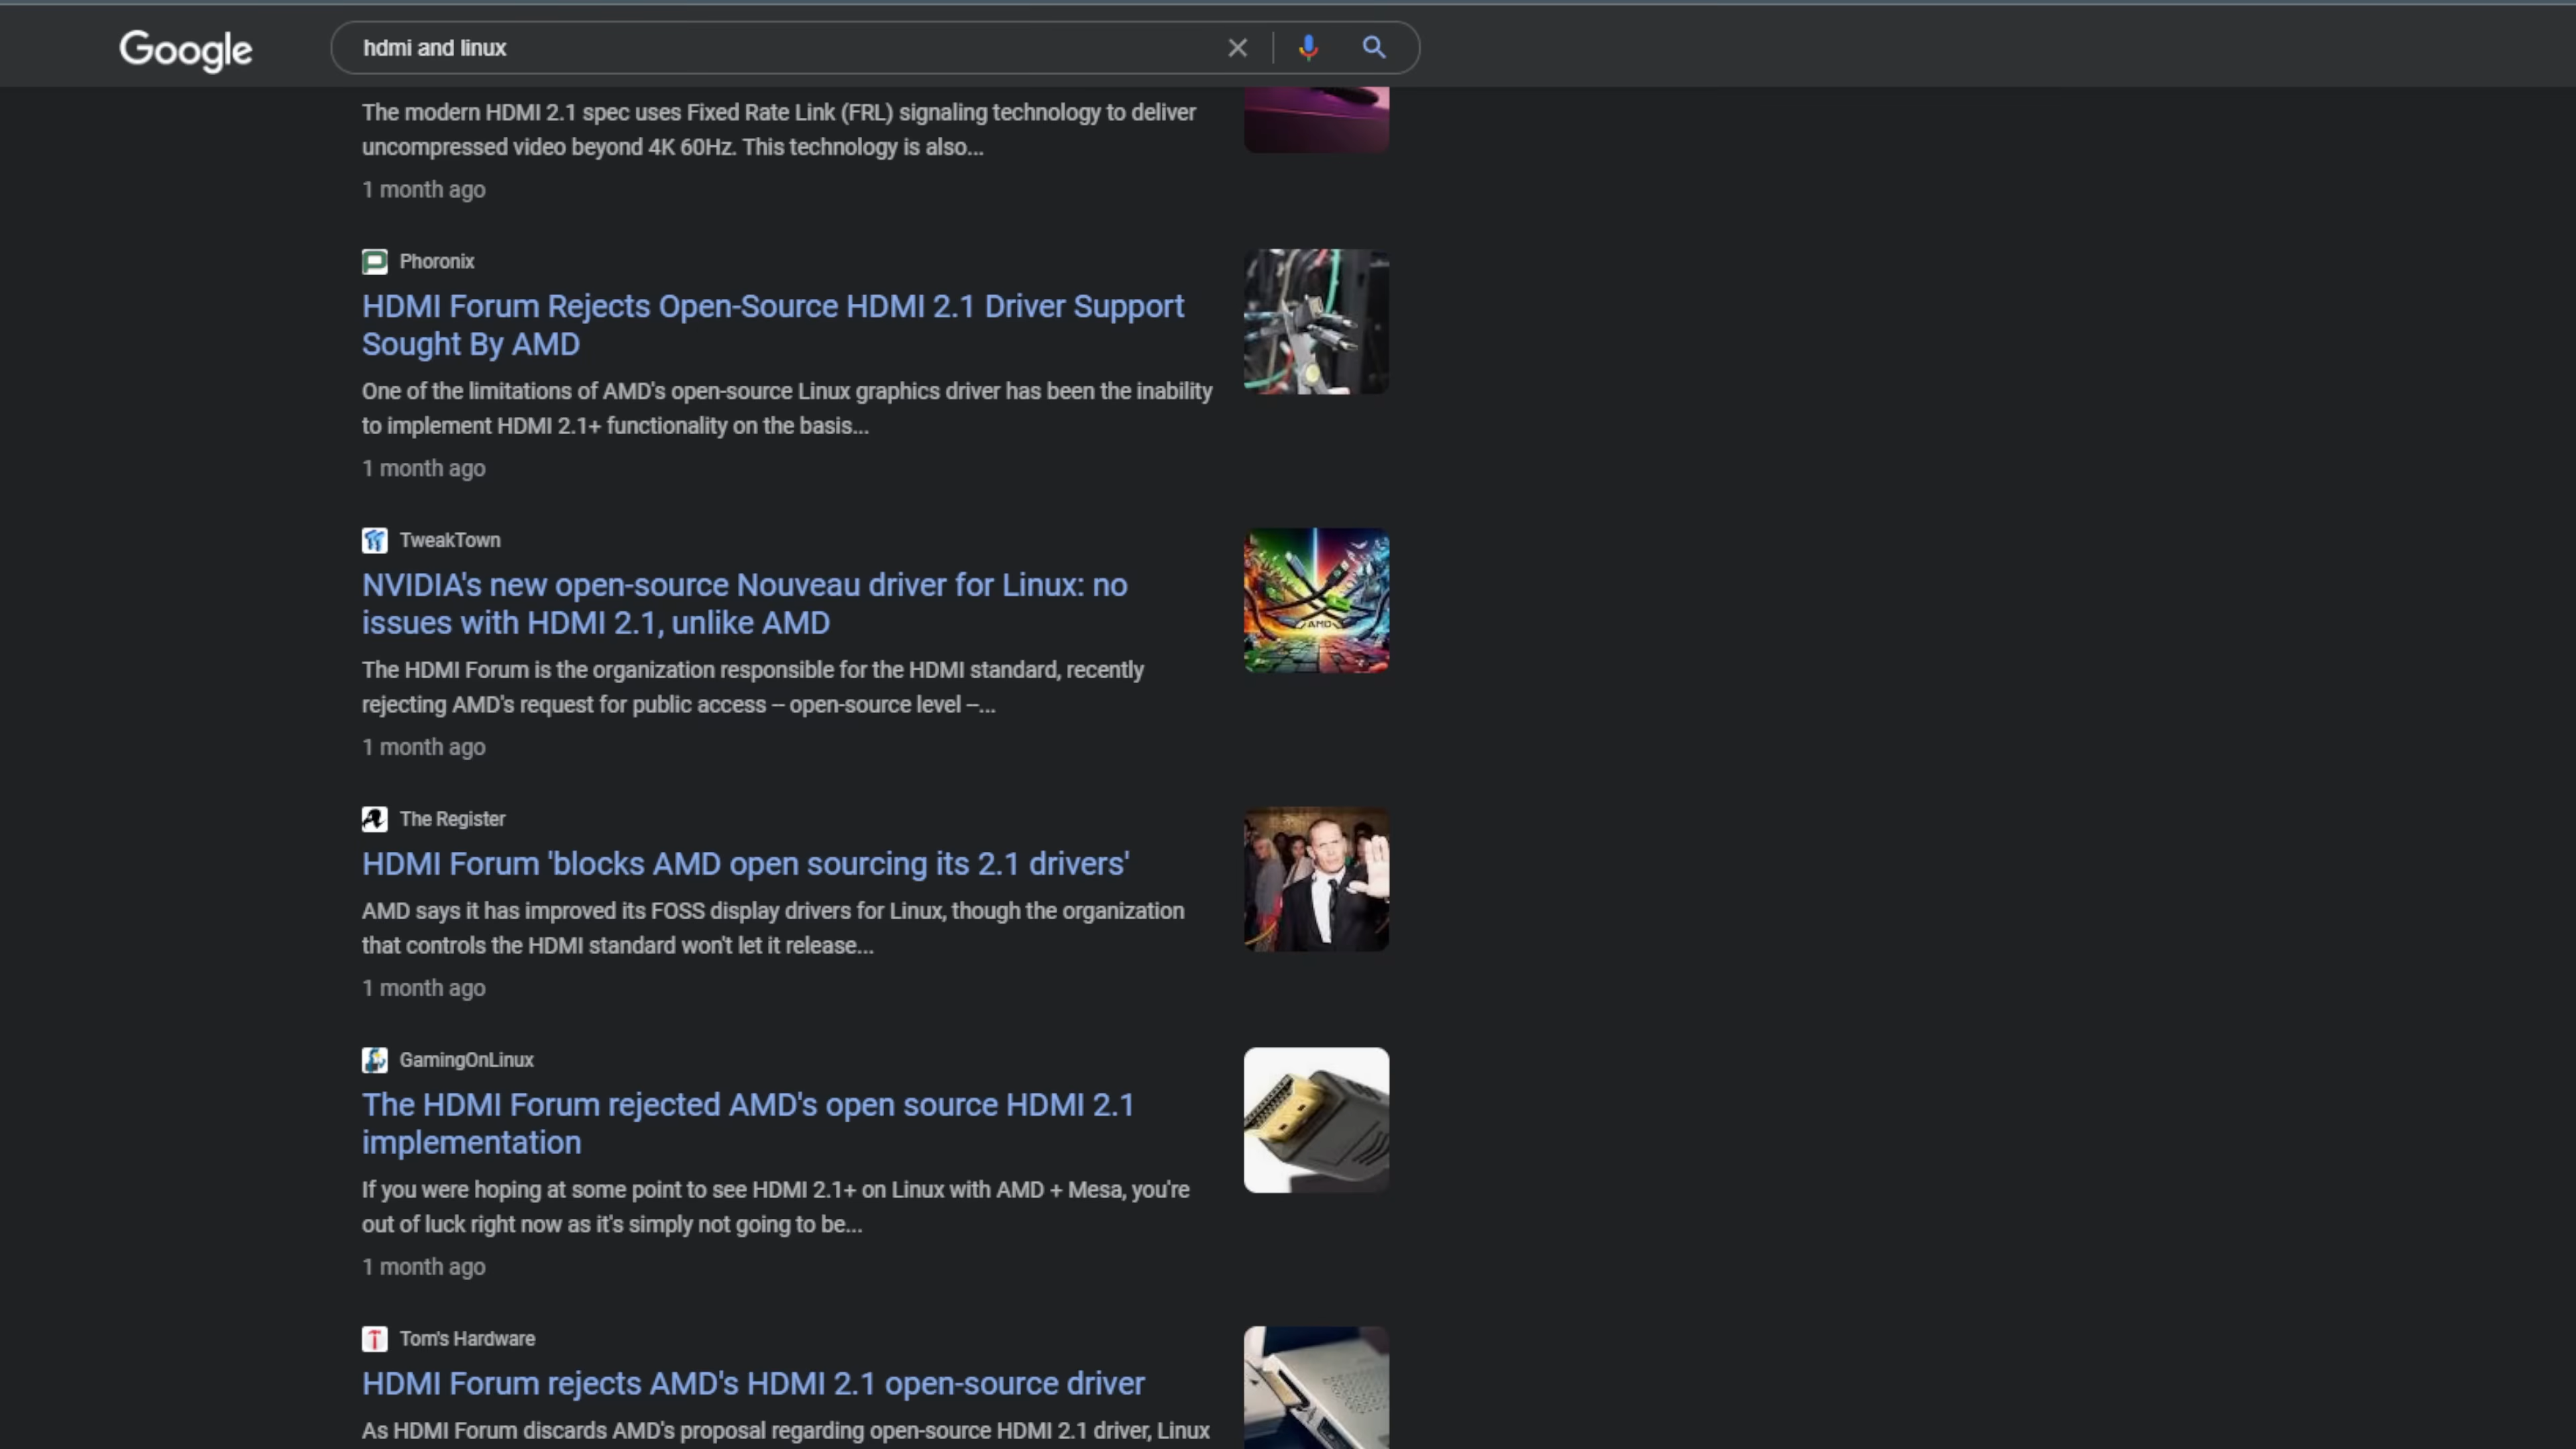 Google
hdmi and linux
The modern HDMI 2.1 spec uses Fixed Rate Link (FRL) signaling technology to deliver
uncompressed video beyond 4K 60Hz. This technology is also...
1 month ago
Phoronix
HDMI Forum Rejects Open-Source HDMI 2.1 Driver Support
Sought By AMD
One of the limitations of AMD's open-source Linux graphics driver has been the inability
to implement HDMI 2.1+ functionality on the basis...
1 month ago
TweakTown
NVIDIA's new open-source Nouveau driver for Linux: no
issues with HDMI 2.1, unlike AMD
The HDMI Forum is the organization responsible for the HDMI standard, recently
rejecting AMD's request for public access -- open-source level --...
1 month ago
AMD
The Register
HDMI Forum 'blocks AMD open sourcing its 2.1 drivers'
AMD says it has improved its FOSS display drivers for Linux, though the organization
that controls the HDMI standard won't let it release...
1 month ago
GamingOnLinux
The HDMI Forum rejected AMD's open source HDMI 2.1
implementation
If you were hoping at some point to see HDMI 2.1+ on Linux with AMD + Mesa, you're
out of luck right now as it's simply not going to be...
1 month ago
Tom's Hardware
HDMI Forum rejects AMD's HDMI 2.1 open-source driver
As HDMI Forum discards AMD's proposal regarding open-source HDMI 2.1 driver, Linux